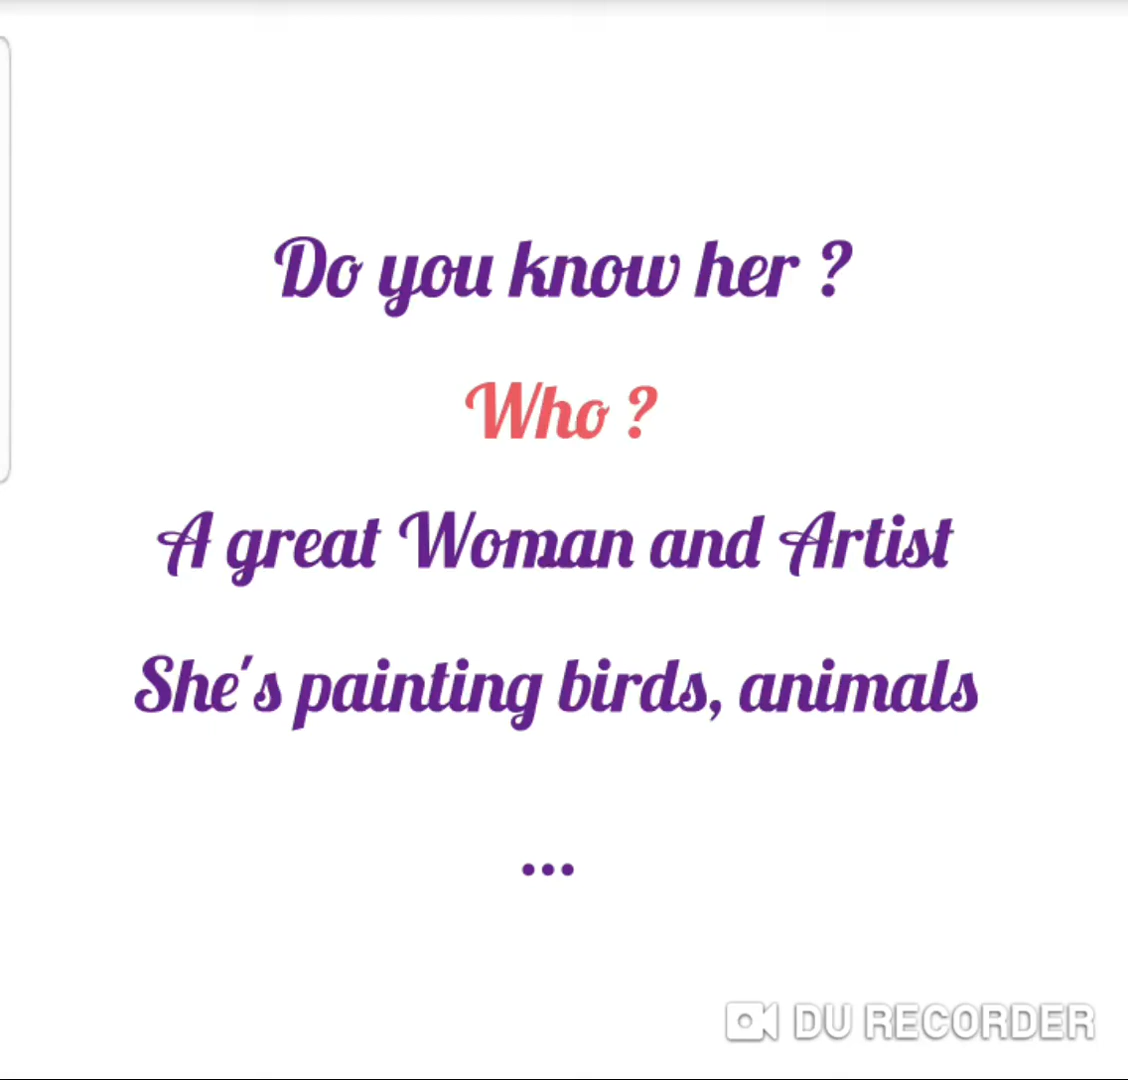 Do you know her ?
Who ?
A great Woman and Artist
She's painting birds, animals
...
DU RECORDER